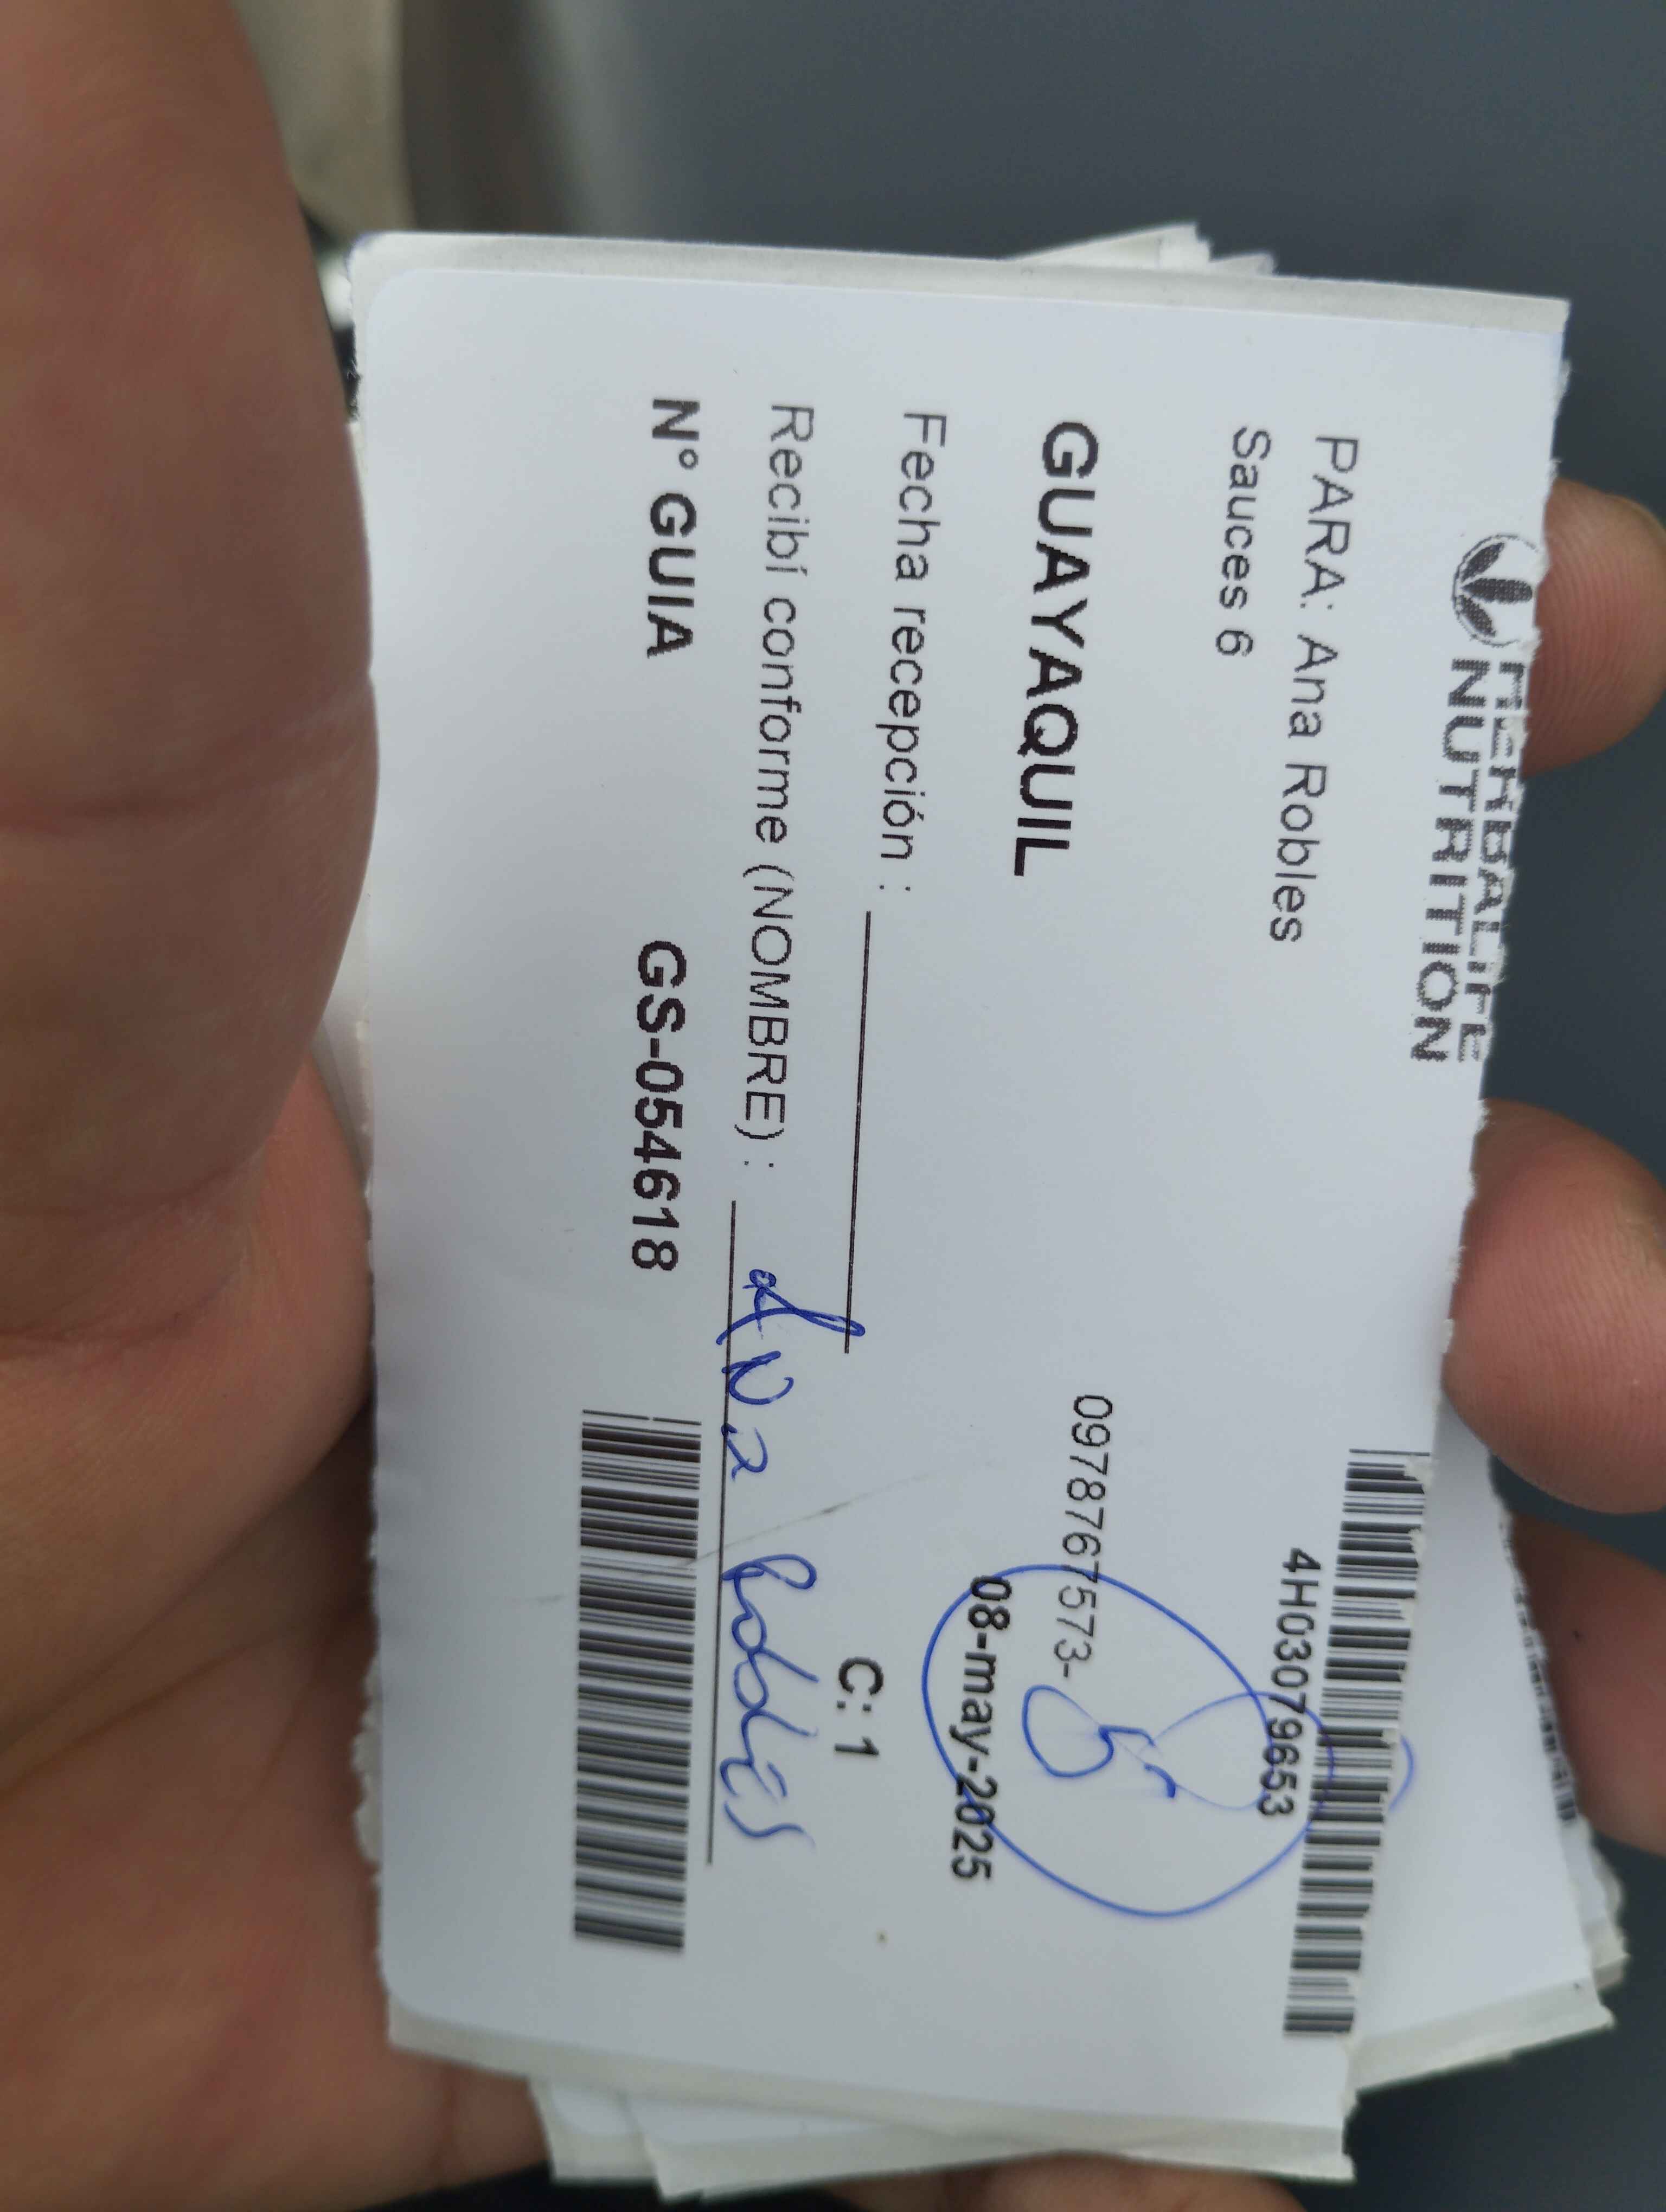 HERBALIFE
NUTRITION
4H03079653
PARA: Ana Robles
Sauces 6
0978767573-
GUAYAQUIL
08-may-2025
Fecha recepción :
C: 1
Recibí conforme (NOMBRE) : Ana Robles
N° GUIA GS-054618